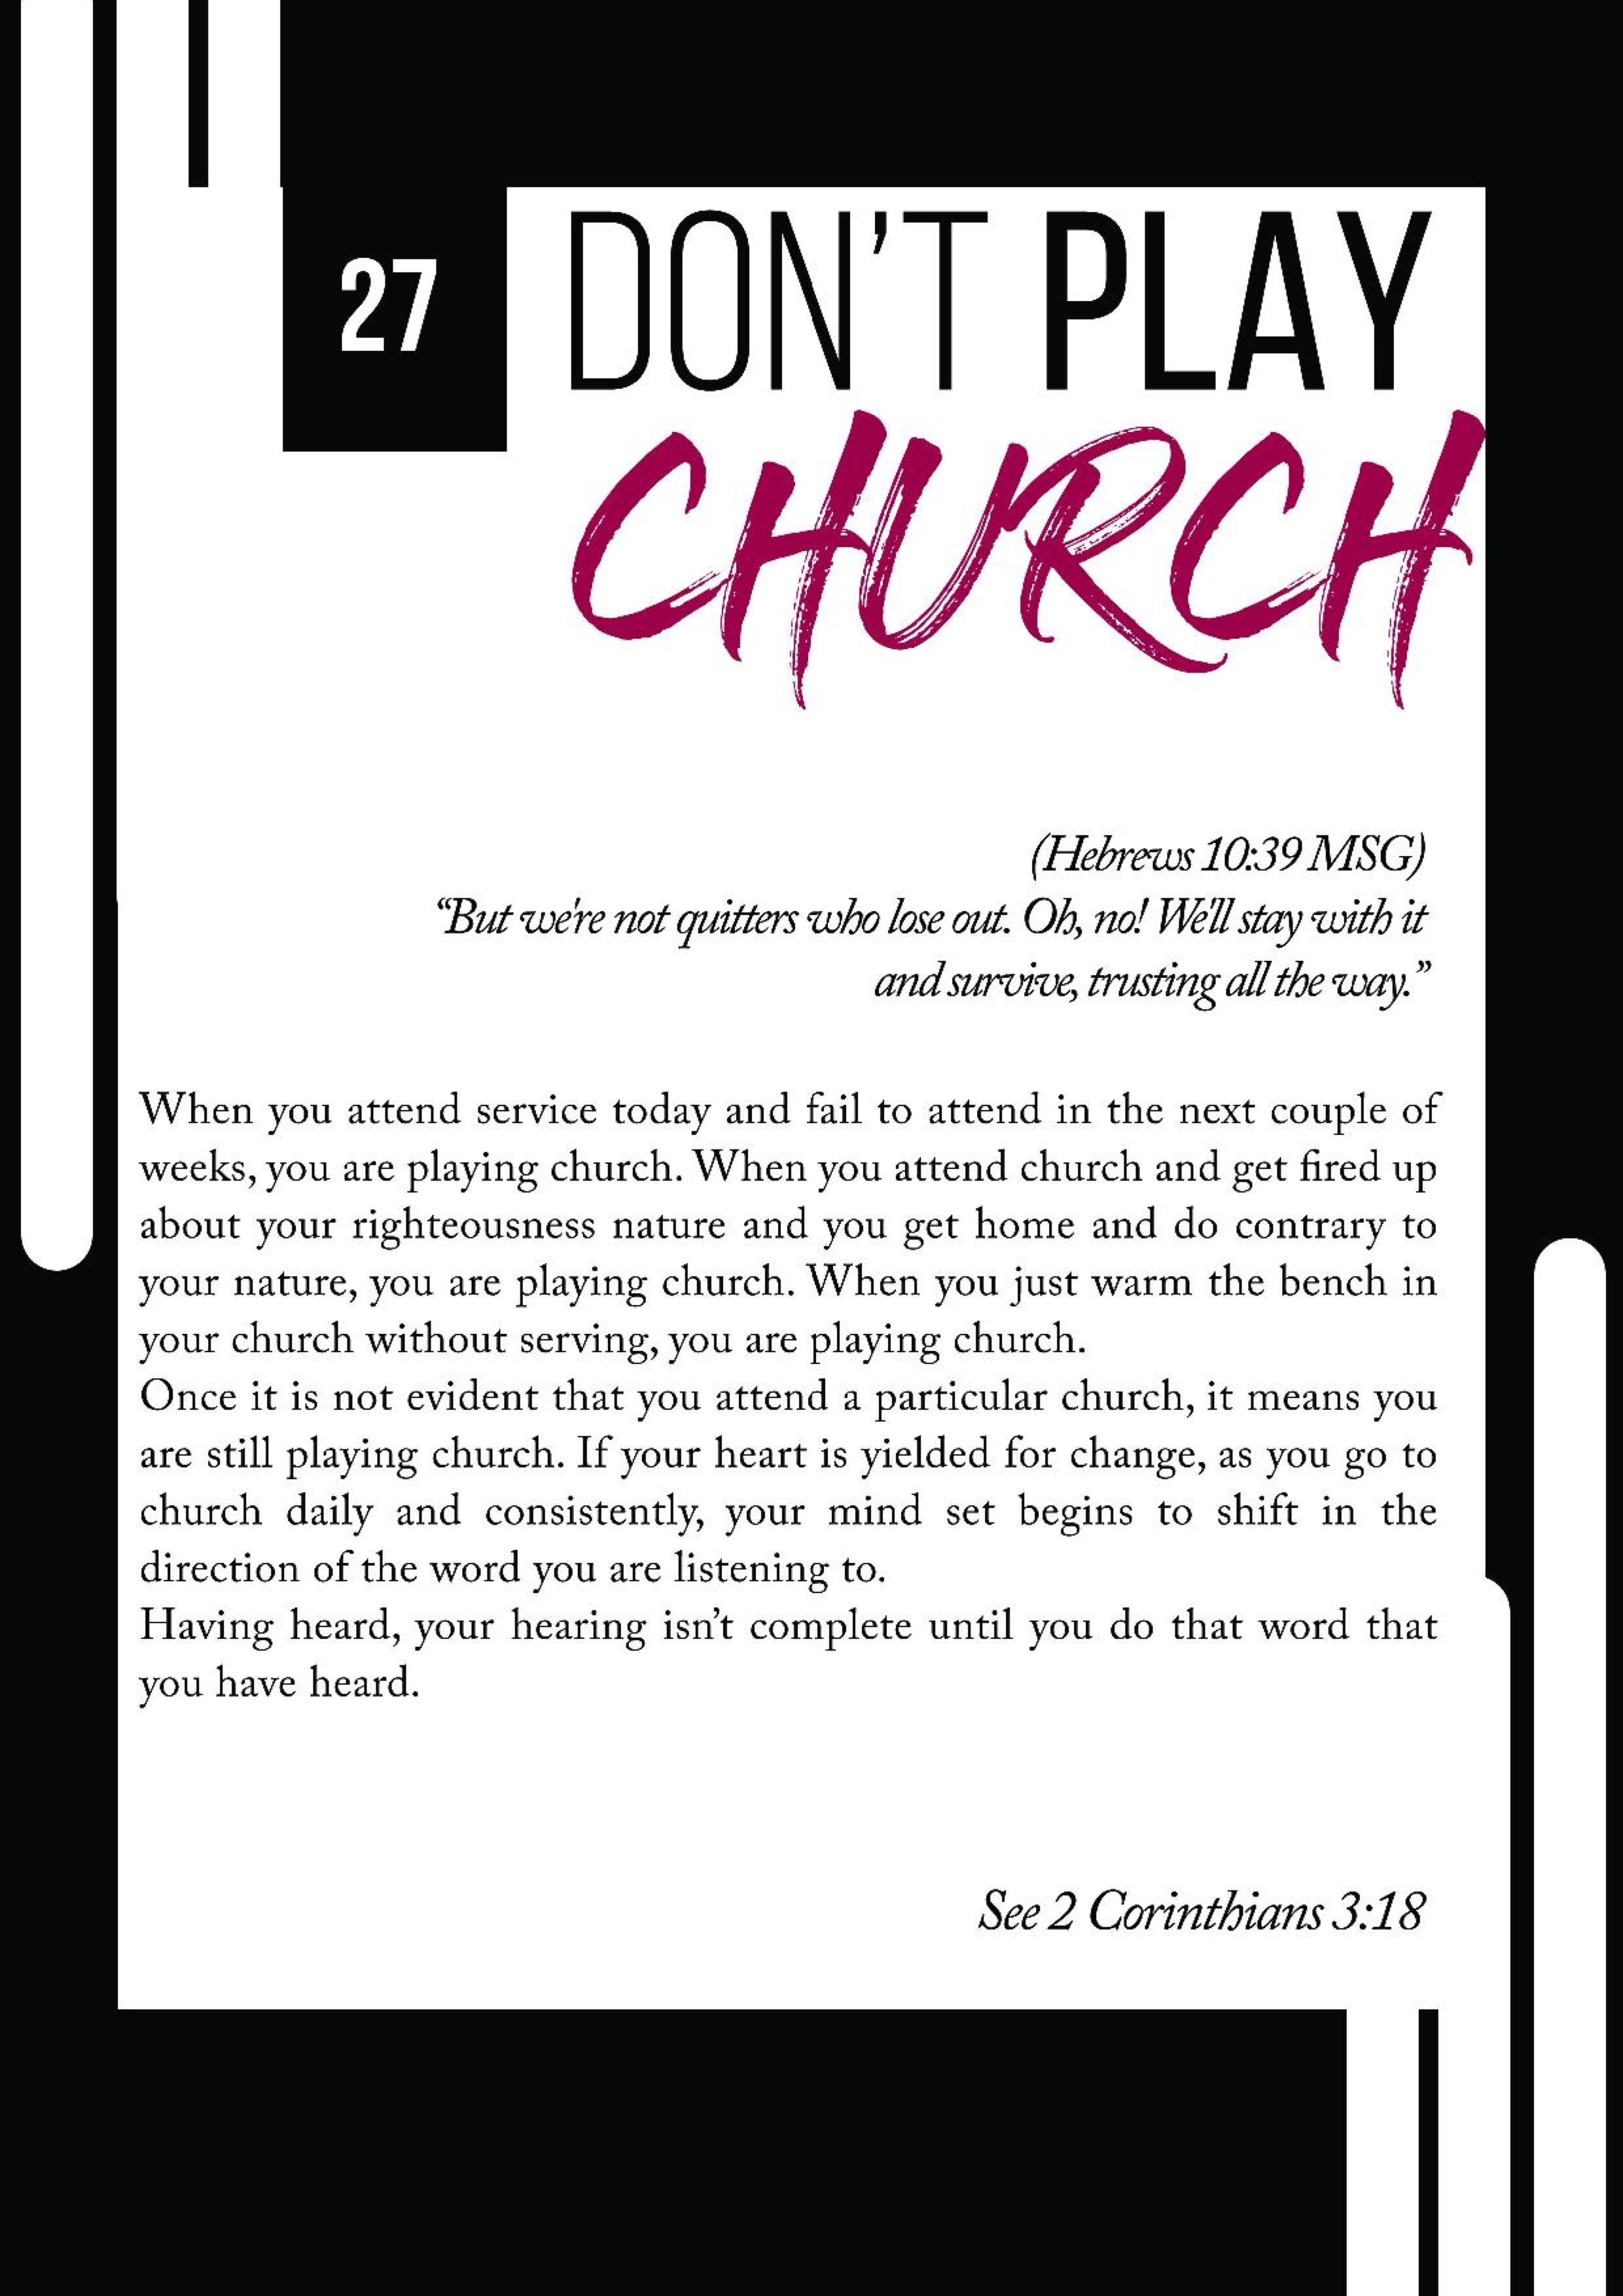 27
DON'T PLAY
CHURCH
(Hebrews 10:39 MSG)
“But we're not quitters who lose out. Oh, no! We'll stay with it
and survive, trusting all the way.”
When you attend service today and fail to attend in the next couple of
weeks, you are playing church. When you attend church and get fired up
about your righteousness nature and you get home and do contrary to
your nature, you are playing church. When you just warm the bench in
your church without serving, you are playing church.
Once it is not evident that you attend a particular church, it means you
are still playing church. If your heart is yielded for change, as you go to
church daily and consistently, your mind set begins to shift in the
direction of the word you are listening to.
Having heard, your hearing isn’t complete until you do that word that
you have heard.
See 2 Corinthians 3:18